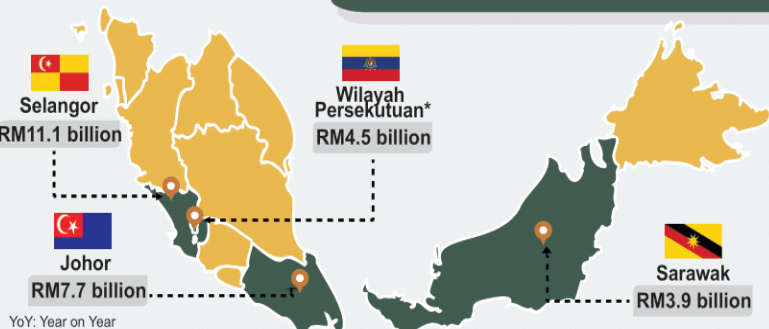 Selangor
RM11.1 billion
Wilayah
Persekutuan*
RM4.5 billion
Johor
RM7.7 billion
Sarawak
RM3.9 billion
YoY: Year on Year